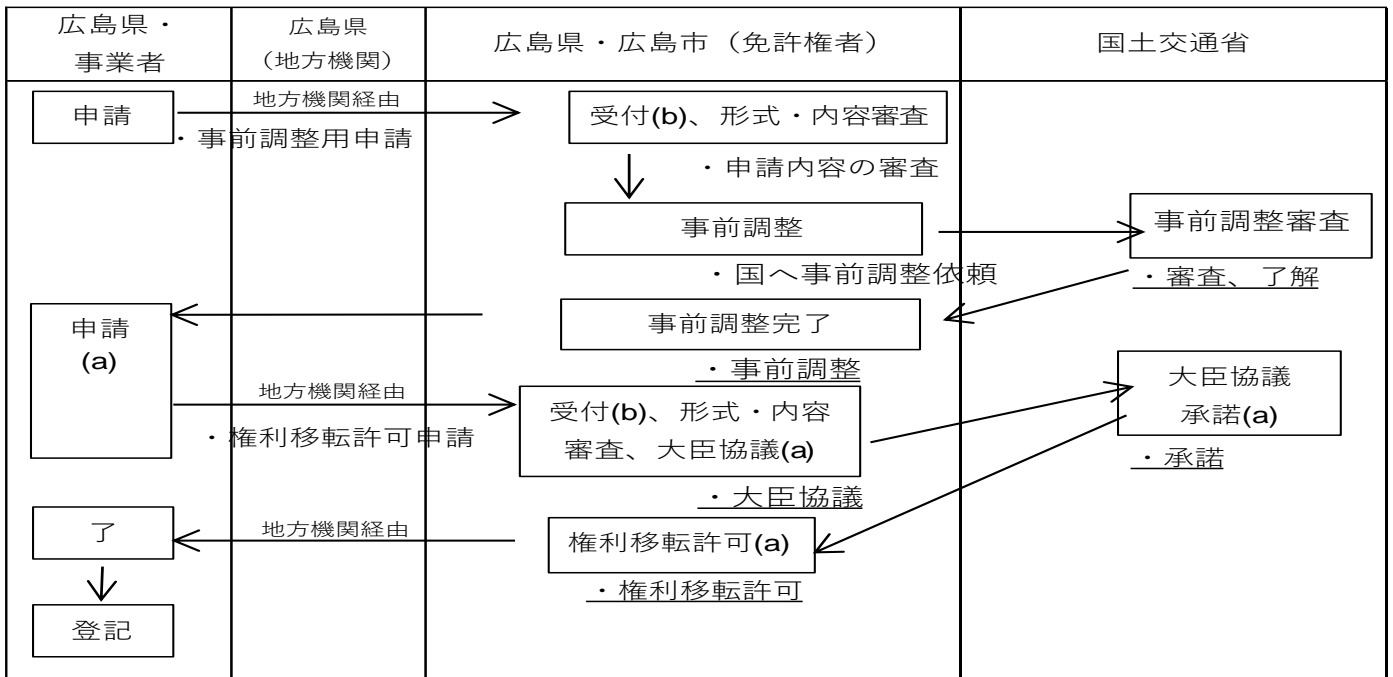 広島県・
事業者
広島県
（地方機関）
広島県・広島市（免許権者）
国土交通省
申請
地方機関経由
・事前調整用申請
受付(b)、形式・内容審査
・申請内容の審査
事前調整
・国へ事前調整依頼
事前調整審査
・審査、了解
事前調整完了
・事前調整
申請
(a)
地方機関経由
・権利移転許可申請
受付(b)、形式・内容
審査、大臣協議(a)
・大臣協議
大臣協議
承諾(a)
・承諾
権利移転許可(a)
・権利移転許可
地方機関経由
了
登記